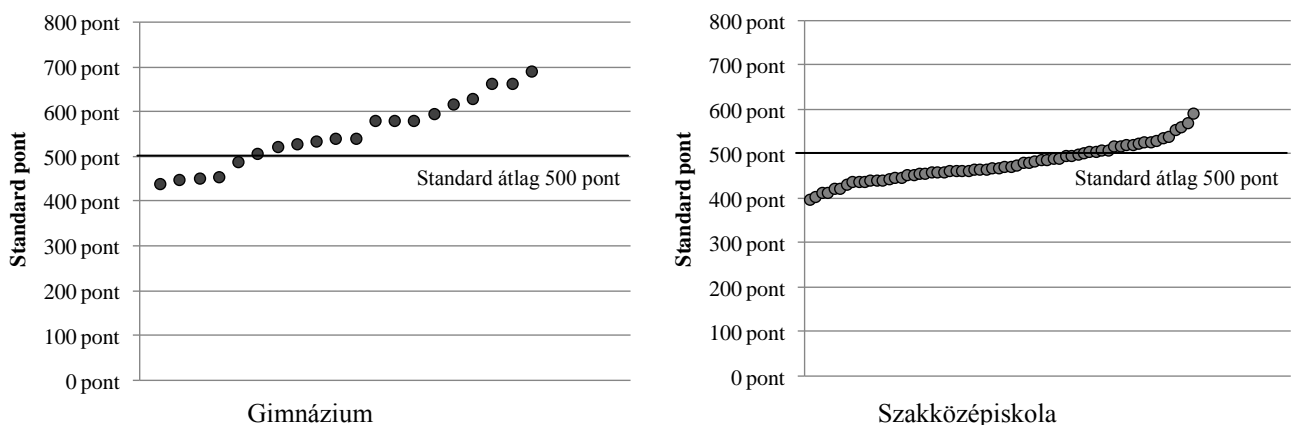 Standard pont
800 pont
700 pont
600 pont
500 pont
400 pont
300 pont
200 pont
100 pont
0 pont
Standard átlag 500 pont
Gimnázium
Standard pont
800 pont
700 pont
600 pont
500 pont
400 pont
300 pont
200 pont
100 pont
0 pont
Standard átlag 500 pont
Szakközépiskola